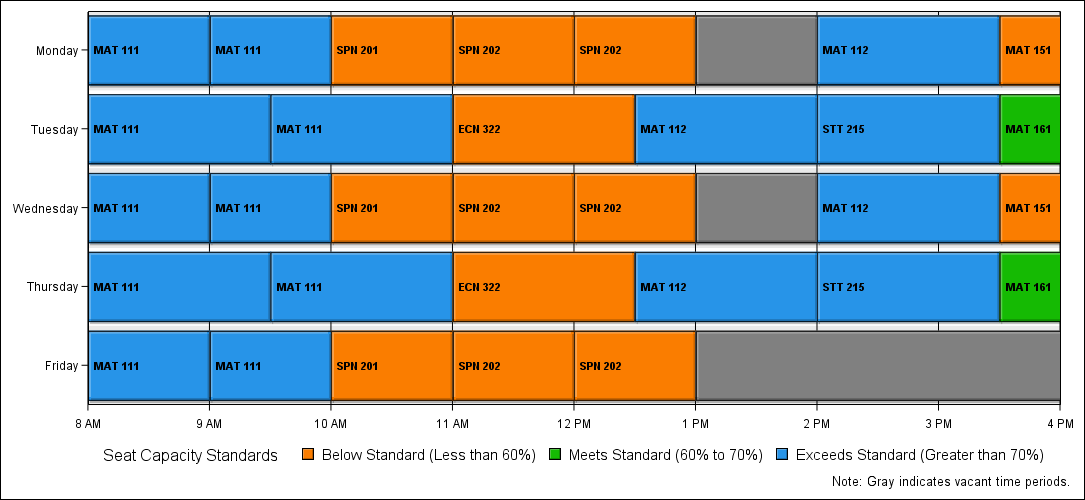 Monday MAT 111 MAT 111 SPN 201 SPN 202 SPN 202 MAT 112 MAT 151
Tuesday MAT 111 MAT 111 ECN 322 MAT 112 STT 215 MAT 161
Wednesday MAT 111 MAT 111 SPN 201 SPN 202 SPN 202 MAT 112 MAT 151
Thursday MAT 111 MAT 111 ECN 322 MAT 112 STT 215 MAT 161
Friday MAT 111 MAT 111 SPN 201 SPN 202 SPN 202
8 AM 9 AM 10 AM 11 AM 12 PM 1 PM 2 PM 3 PM 4 PM
Seat Capacity Standards Below Standard (Less than 60%) Meets Standard (60% to 70%) Exceeds Standard (Greater than 70%)
Note: Gray indicates vacant time periods.